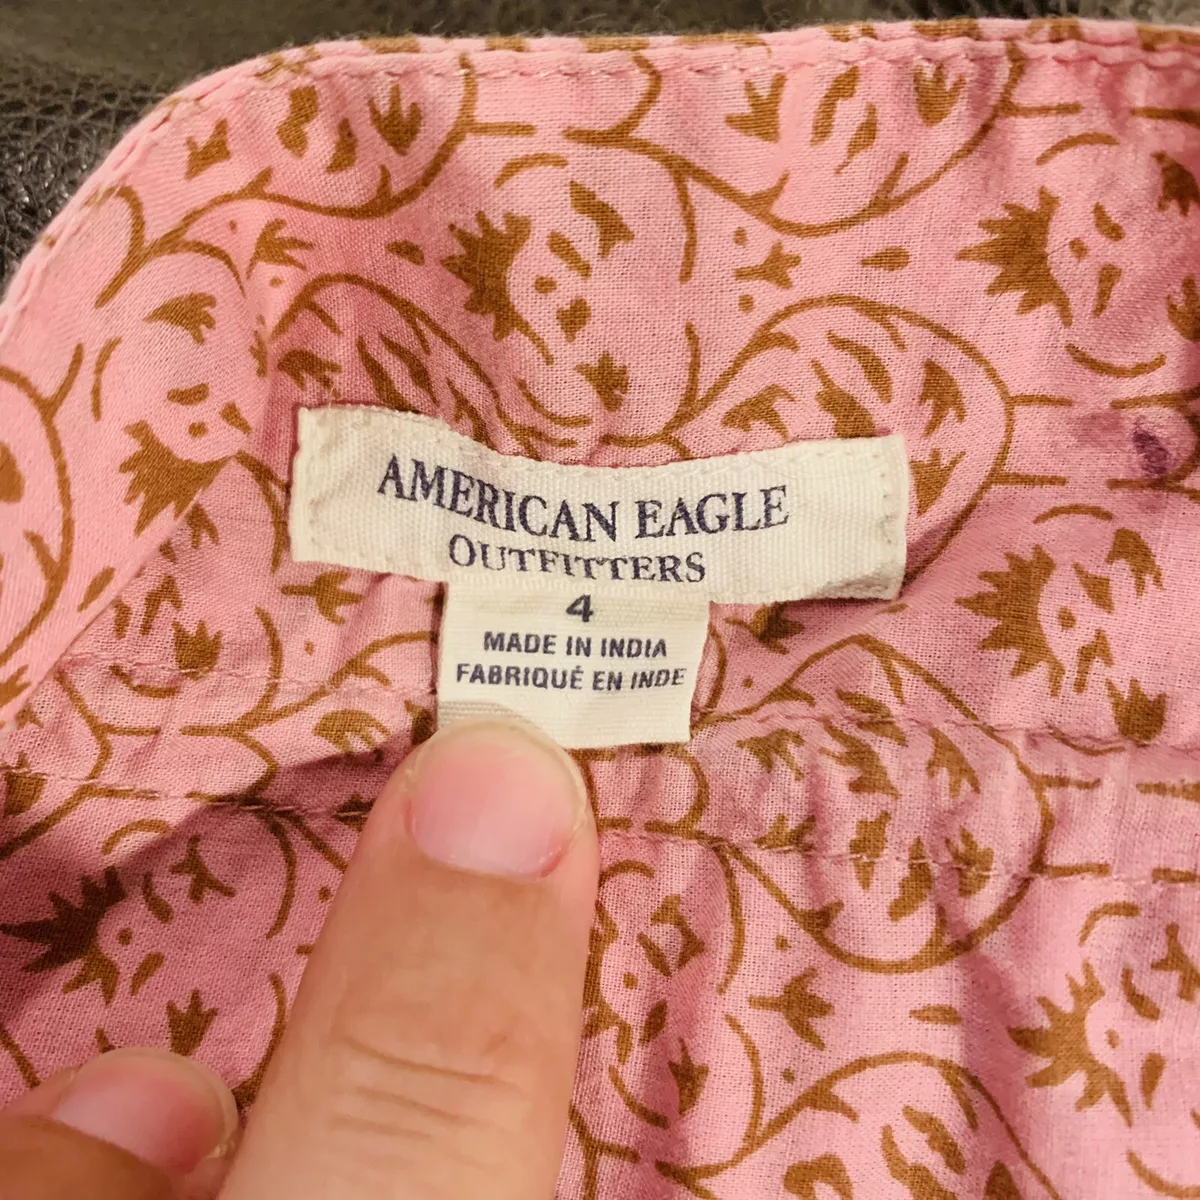 AMERICAN EAGLE
OUTFITTERS
4
MADE IN INDIA
FABRIQUÉ EN INDE